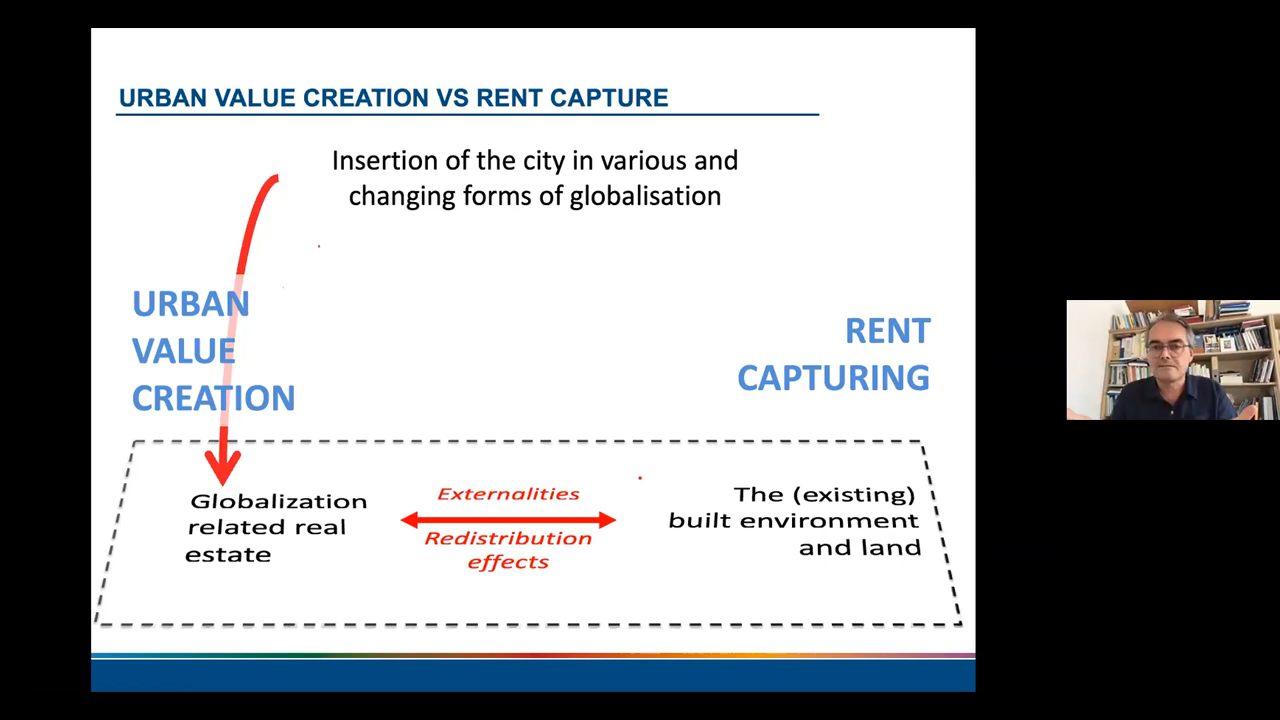 URBAN VALUE CREATION VS RENT CAPTURE
Insertion of the city in various and
changing forms of globalisation
URBAN
VALUE
CREATION
RENT
CAPTURING
Globalization
related real
estate
Externalities
Redistribution
effects
The (existing)
built environment
and land